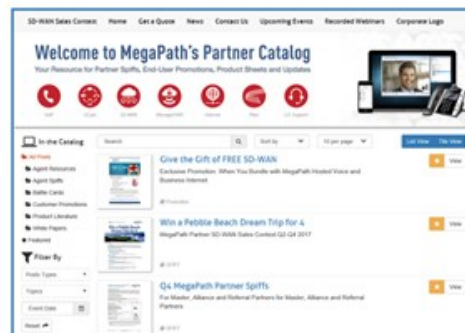 SD-WAN Sales Contest Home Get a Quote News Contact Us Upcoming Events Recorded Webinars Corporate Logo
Welcome to MegaPath's Partner Catalog
Your Resource for Partner Spiffs, End-User Promotions, Product Sheets and Updates
In the Catalog:
Search
Sort by
10 per page
List View Tile View
All Posts
Agent Resources
Agent Spiffs
Battle Cards
Customer Promotions
Product Literature
White Papers
Featured
Filter By
Posts Types
Topics
Event Date
Reset
Give the Gift of FREE SD-WAN
Exclusive Promotion: When You Bundle with MegaPath Hosted Voice and
Business Internet
Promotion
View
Win a Pebble Beach Dream Trip for 4
MegaPath Partner SD-WAN Sales Contest Q2-Q4 2017
SPIFF
View
Q4 MegaPath Partner Spiffs
For Master, Alliance and Referral Partners for Master, Alliance and Referral
Partners
SPIFF
View